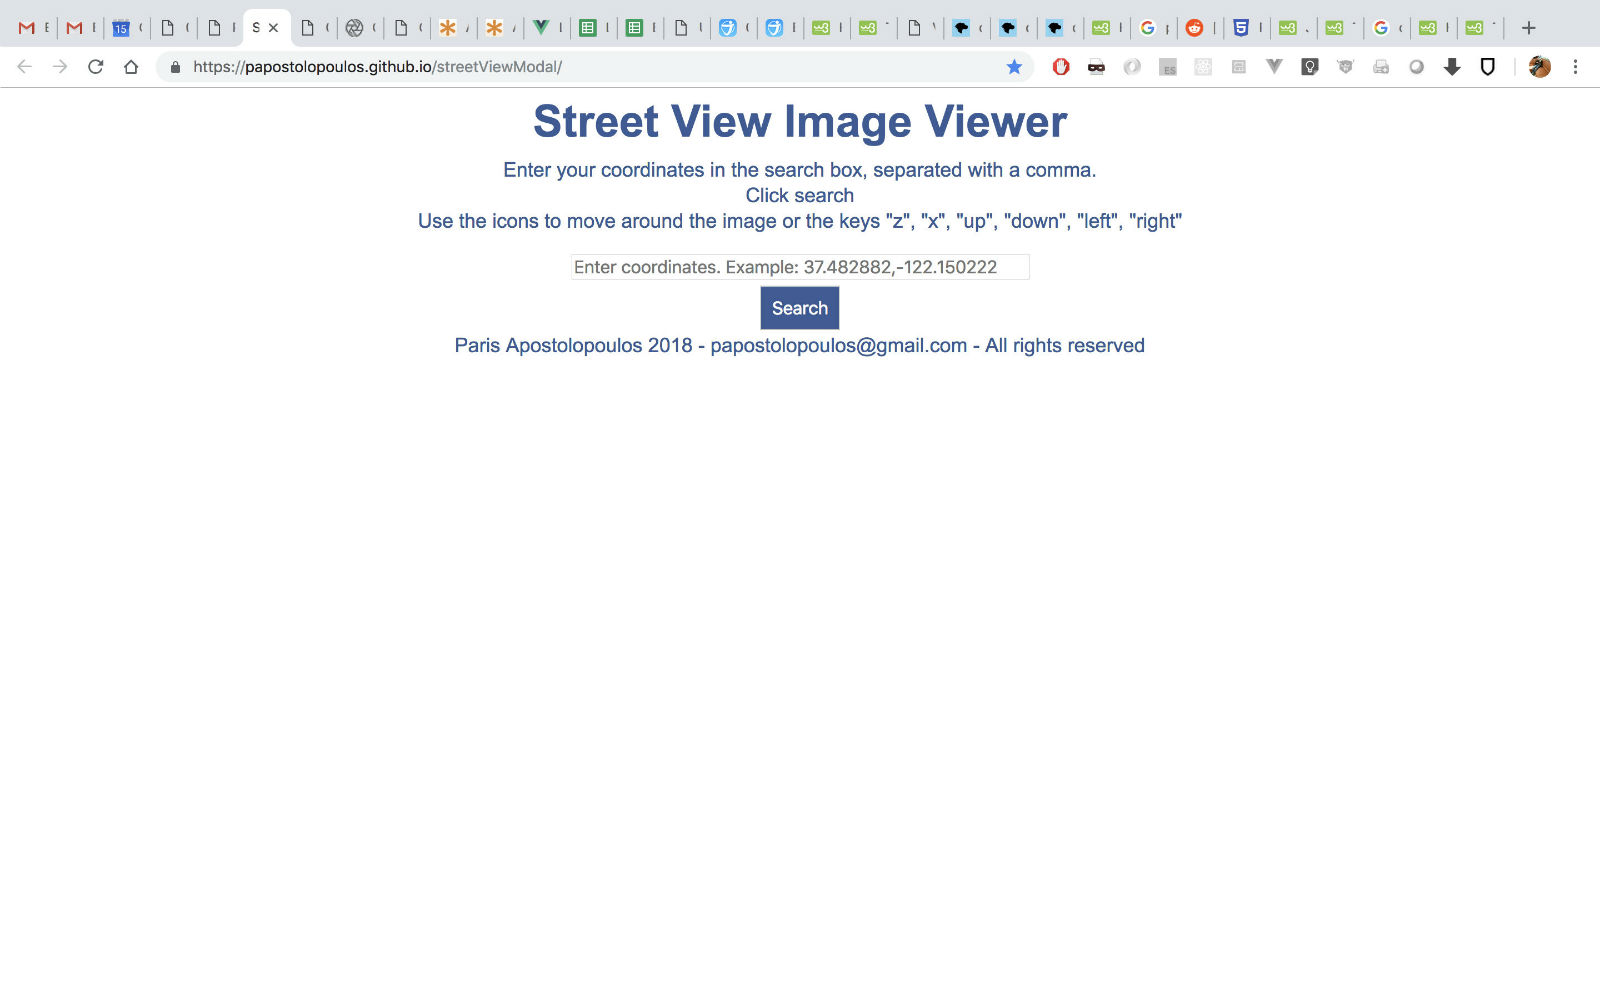 15
https://papostolopoulos.github.io/streetViewModal/
Street View Image Viewer
Enter your coordinates in the search box, separated with a comma.
Click search
Use the icons to move around the image or the keys "z", "x", "up", "down", "left", "right"
Enter coordinates. Example: 37.482882,-122.150222
Search
Paris Apostolopoulos 2018 - papostolopoulos@gmail.com - All rights reserved